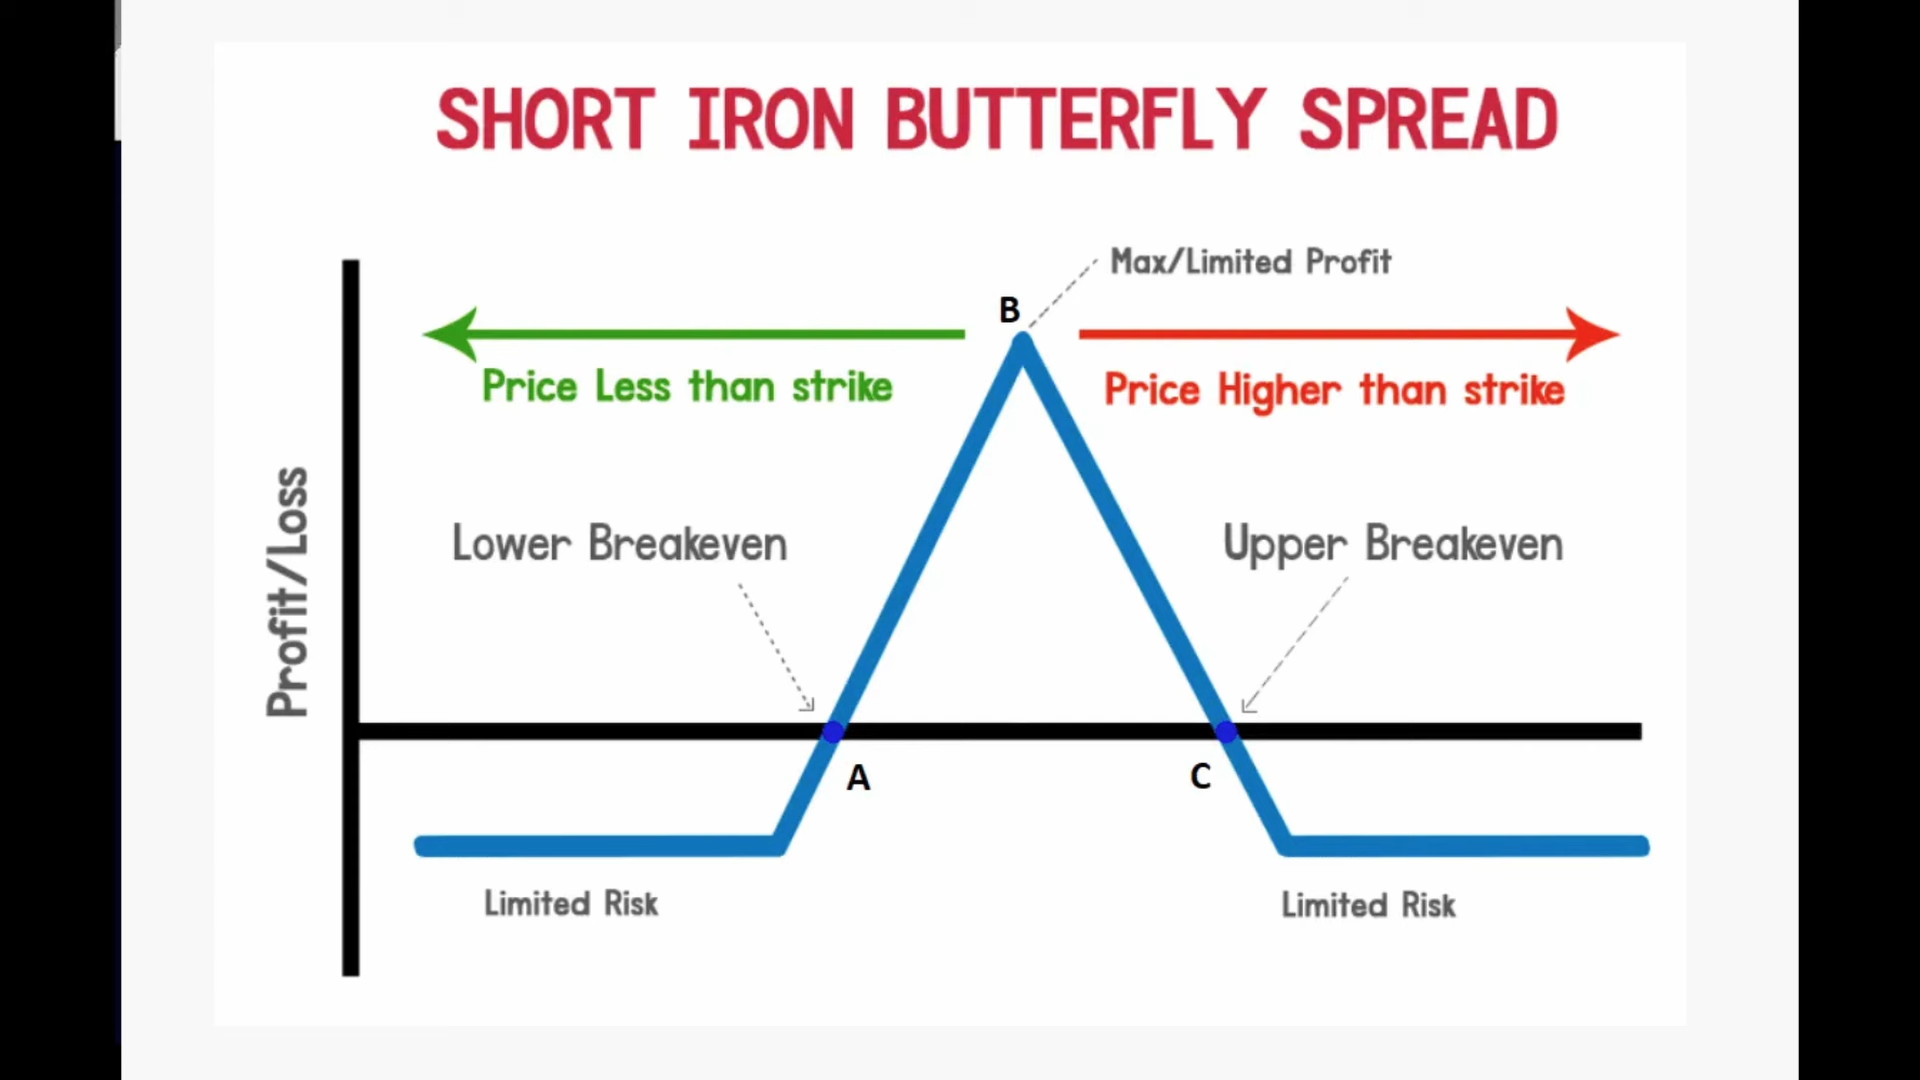 SHORT IRON BUTTERFLY SPREAD
Max/Limited Profit
B
Price Less than strike
Price Higher than strike
Profit/Loss
Lower Breakeven
Upper Breakeven
A
C
Limited Risk
Limited Risk